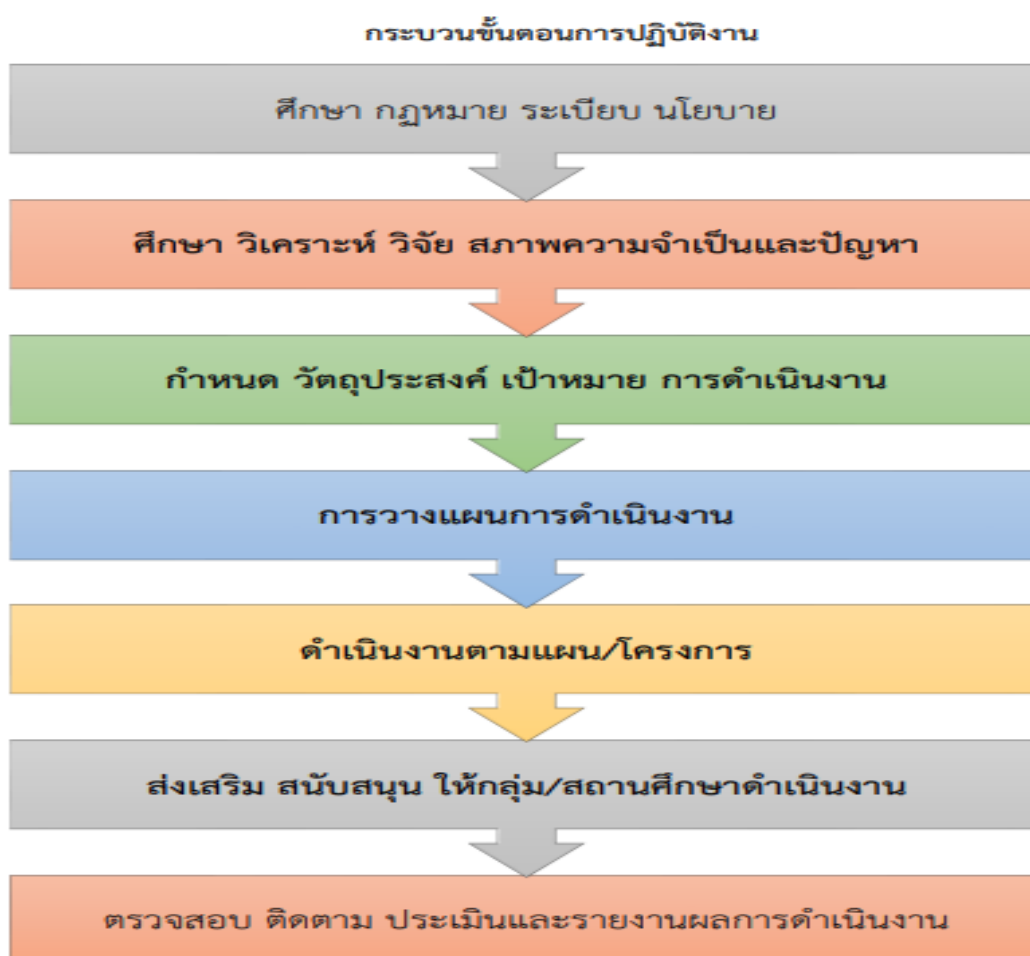 กระบวนขั้นตอนการปฏิบัติงาน
ศึกษา กฎหมาย ระเบียบ นโยบาย
ศึกษา วิเคราะห์ วิจัย สภาพความจำเป็นและปัญหา
กำหนด วัตถุประสงค์ เป้าหมาย การดำเนินงาน
การวางแผนการดำเนินงาน
ดำเนินงานตามแผน/โครงการ
ส่งเสริม สนับสนุน ให้กลุ่ม/สถานศึกษาดำเนินงาน
ตรวจสอบ ติดตาม ประเมินและรายงานผลการดำเนินงาน